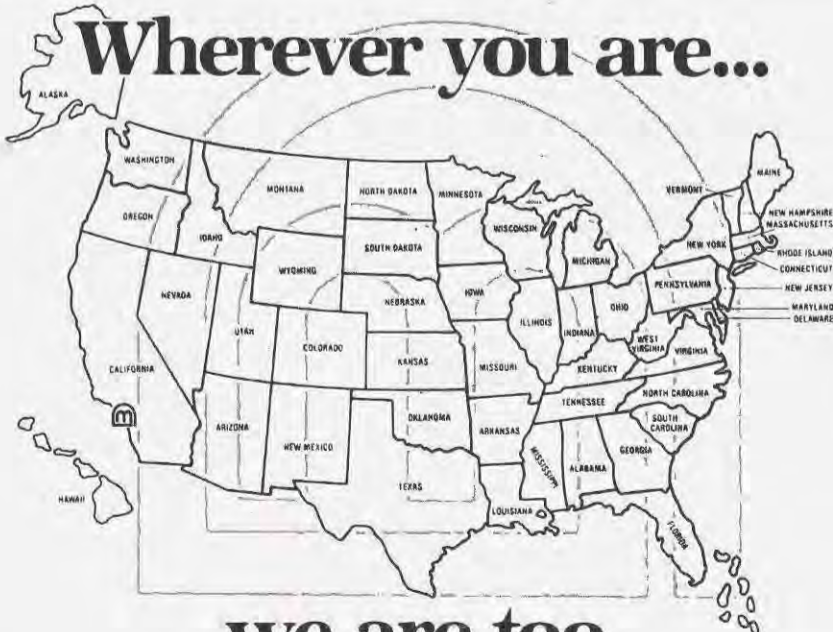 Wherever you are...
ALASKA
WASHINGTON
MONTANA
NORTH DAKOTA
MINNESOTA
VERMONT
MAINE
OREGON
IDAHO
WISCONSIN
NEW HAMPSHIRE
MASSACHUSETTS
SOUTH DAKOTA
MICHIGAN
NEW YORK
RHODE ISLAND
WYOMING
CONNECTICUT
NEVADA
IOWA
PENNSYLVANIA
NEW JERSEY
NEBRASKA
OHIO
MARYLAND
UTAH
ILLINOIS
INDIANA
DELAWARE
COLORADO
WEST
VIRGINIA
VIRGINIA
CALIFORNIA
KANSAS
MISSOURI
KENTUCKY
NORTH CAROLINA
TENNESSEE
m
ARIZONA
OKLAHOMA
SOUTH
CAROLINA
NEW MEXICO
ARKANSAS
GEORGIA
MISSISSIPPI
ALABAMA
HAWAII
TEXAS
LOUISIANA
FLORIDA
we are too